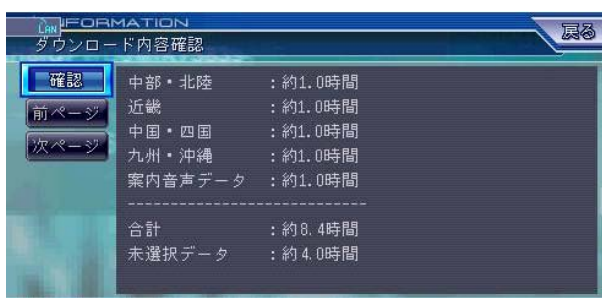 LAN INFORMATION
戻る
ダウンロード内容確認
確認
前ページ
次ページ
中部・北陸 :約1.0時間
近畿 :約1.0時間
中国・四国 :約1.0時間
九州・沖縄 :約1.0時間
案内音声データ :約1.0時間
----------------------------
合計 :約8.4時間
未選択データ :約4.0時間